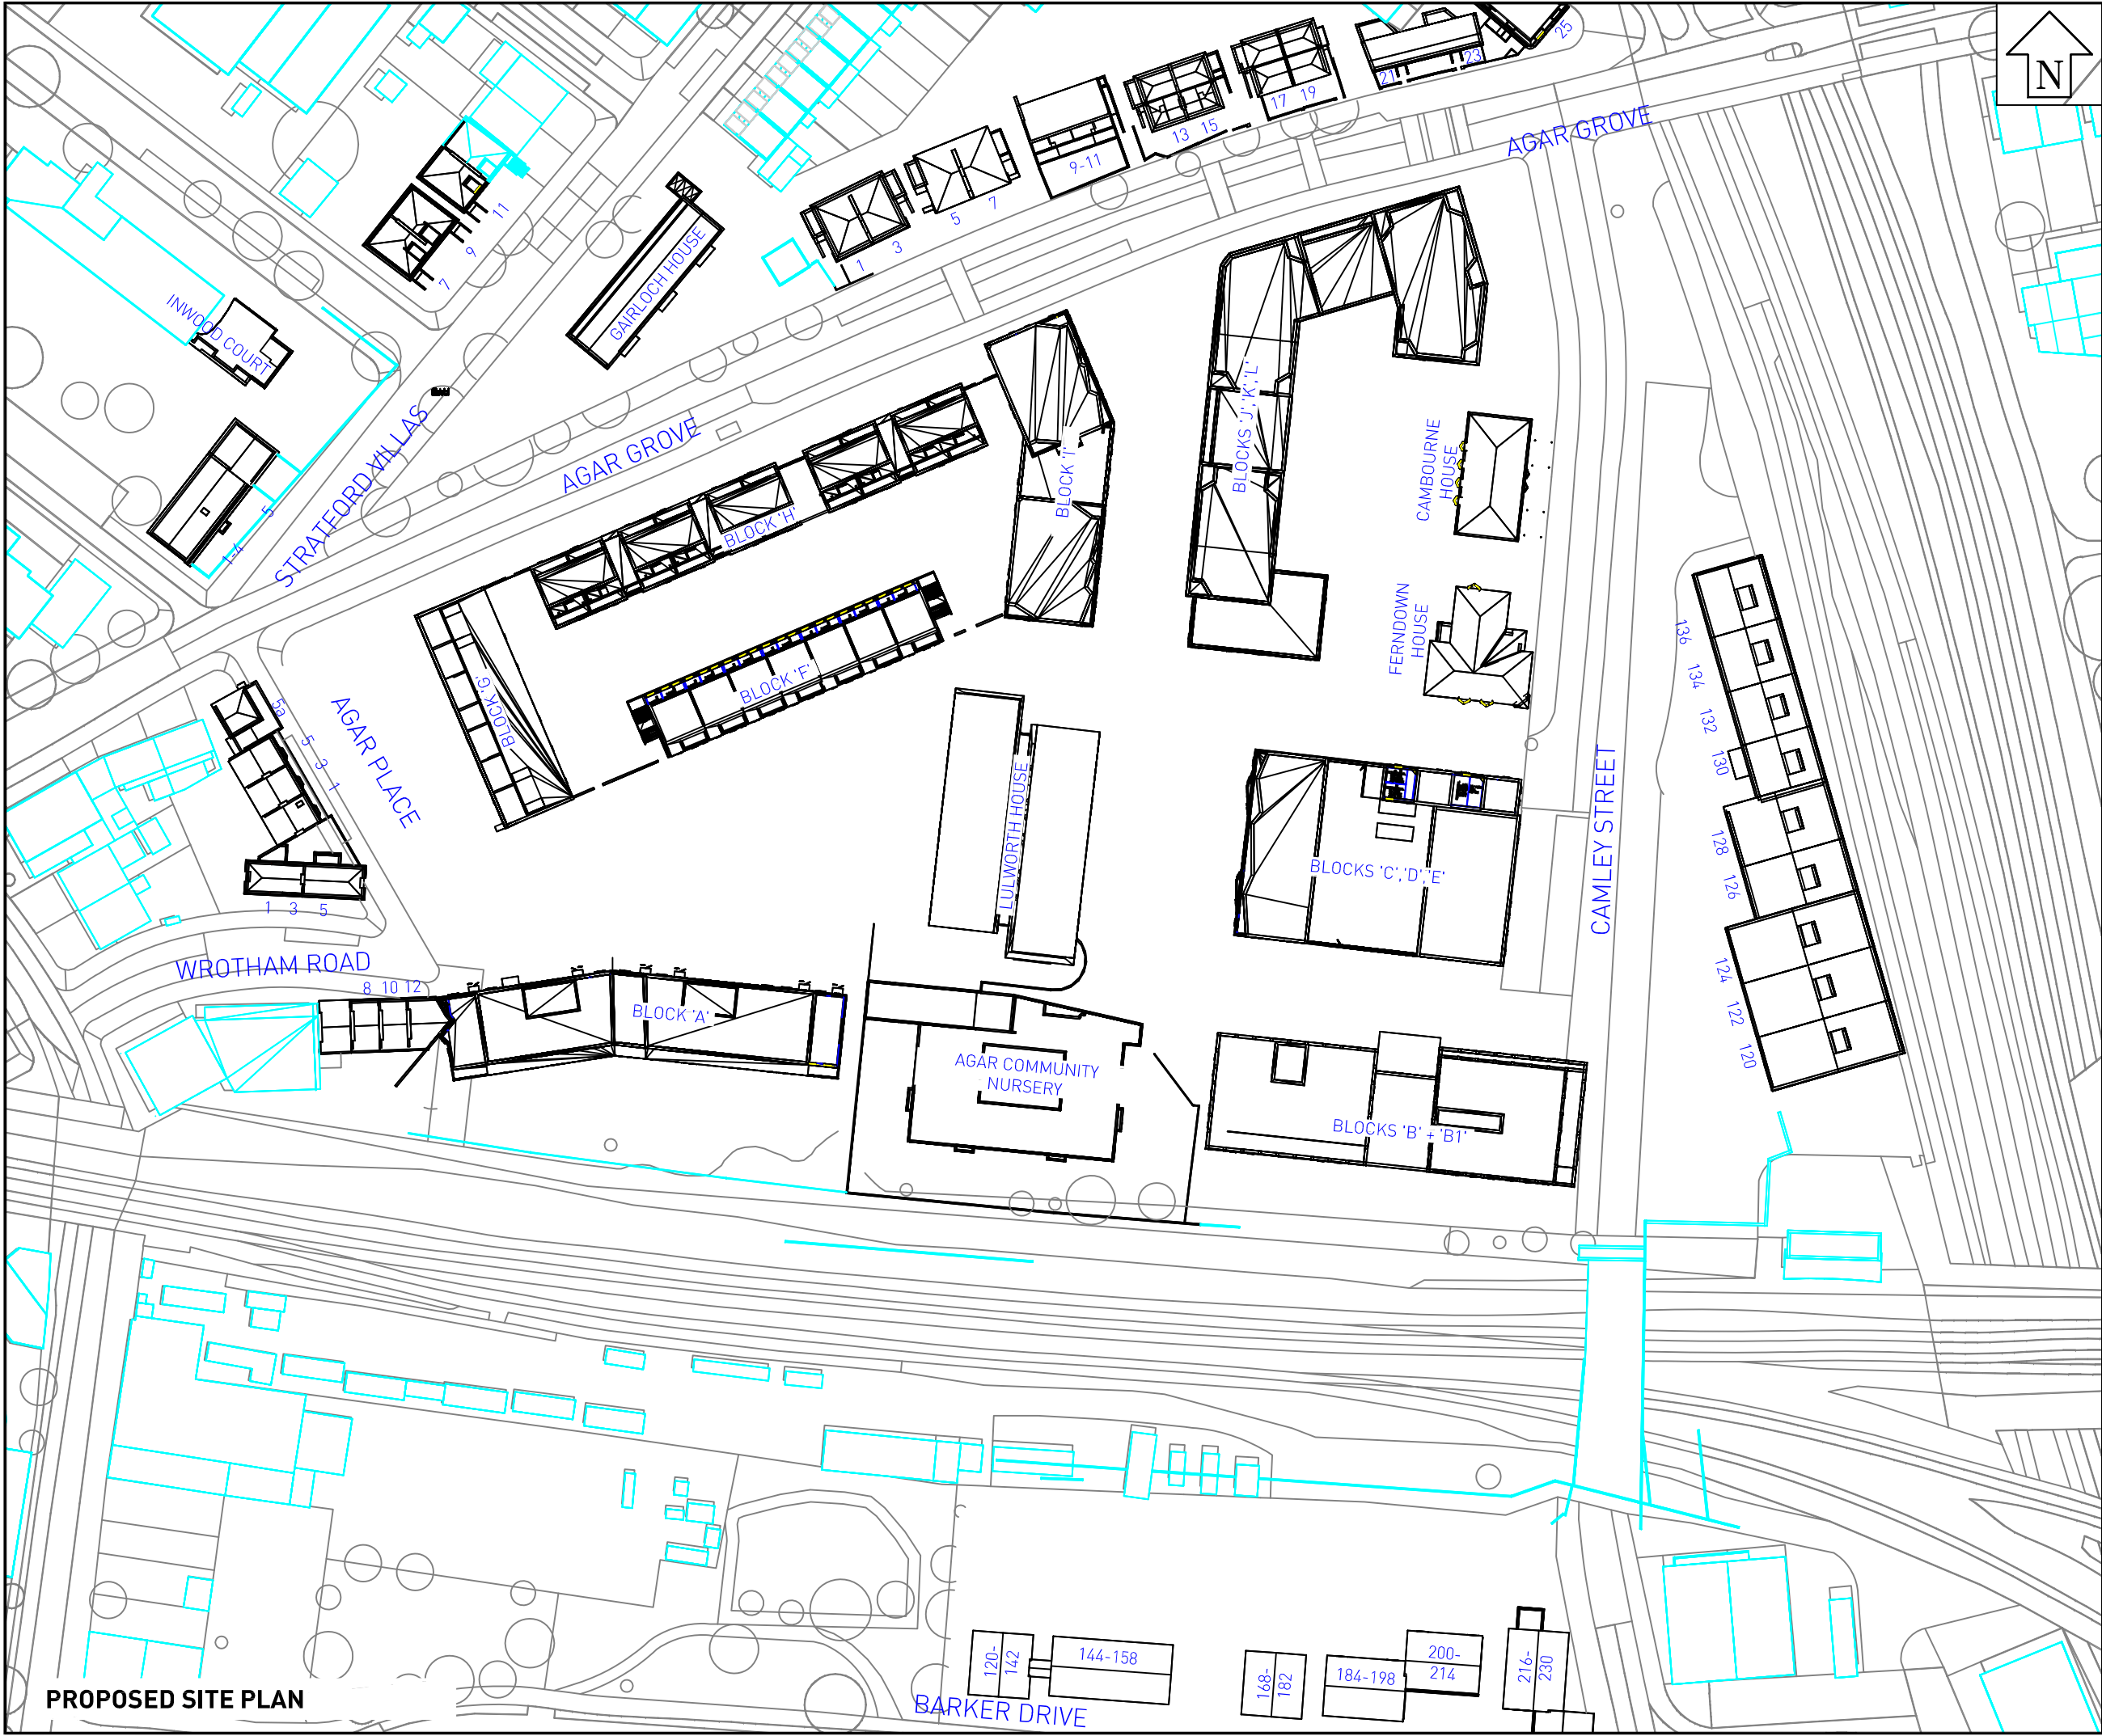 N
25
23
21
17 19
13 15
9-11
5 7
1 3
AGAR GROVE
11
9
7
GAIRLOCH HOUSE
INWOOD COURT
STRATFORD VILLAS
5
1-4
AGAR GROVE
BLOCK 'H'
BLOCK 'I'
BLOCKS 'J','K','L'
CAMBOURNE
HOUSE
FERNDOWN
HOUSE
BLOCK 'G'
BLOCK 'F'
AGAR PLACE
5a
5
3
1
1 3 5
LULWORTH HOUSE
BLOCKS 'C','D','E'
CAMLEY STREET
136
134
132
130
128
126
124
122
120
WROTHAM ROAD
8 10 12
BLOCK 'A'
AGAR COMMUNITY
NURSERY
BLOCKS 'B' + 'B1'
120-
142
144-158
168-
182
184-198
200-
214
216-
230
BARKER DRIVE
PROPOSED SITE PLAN